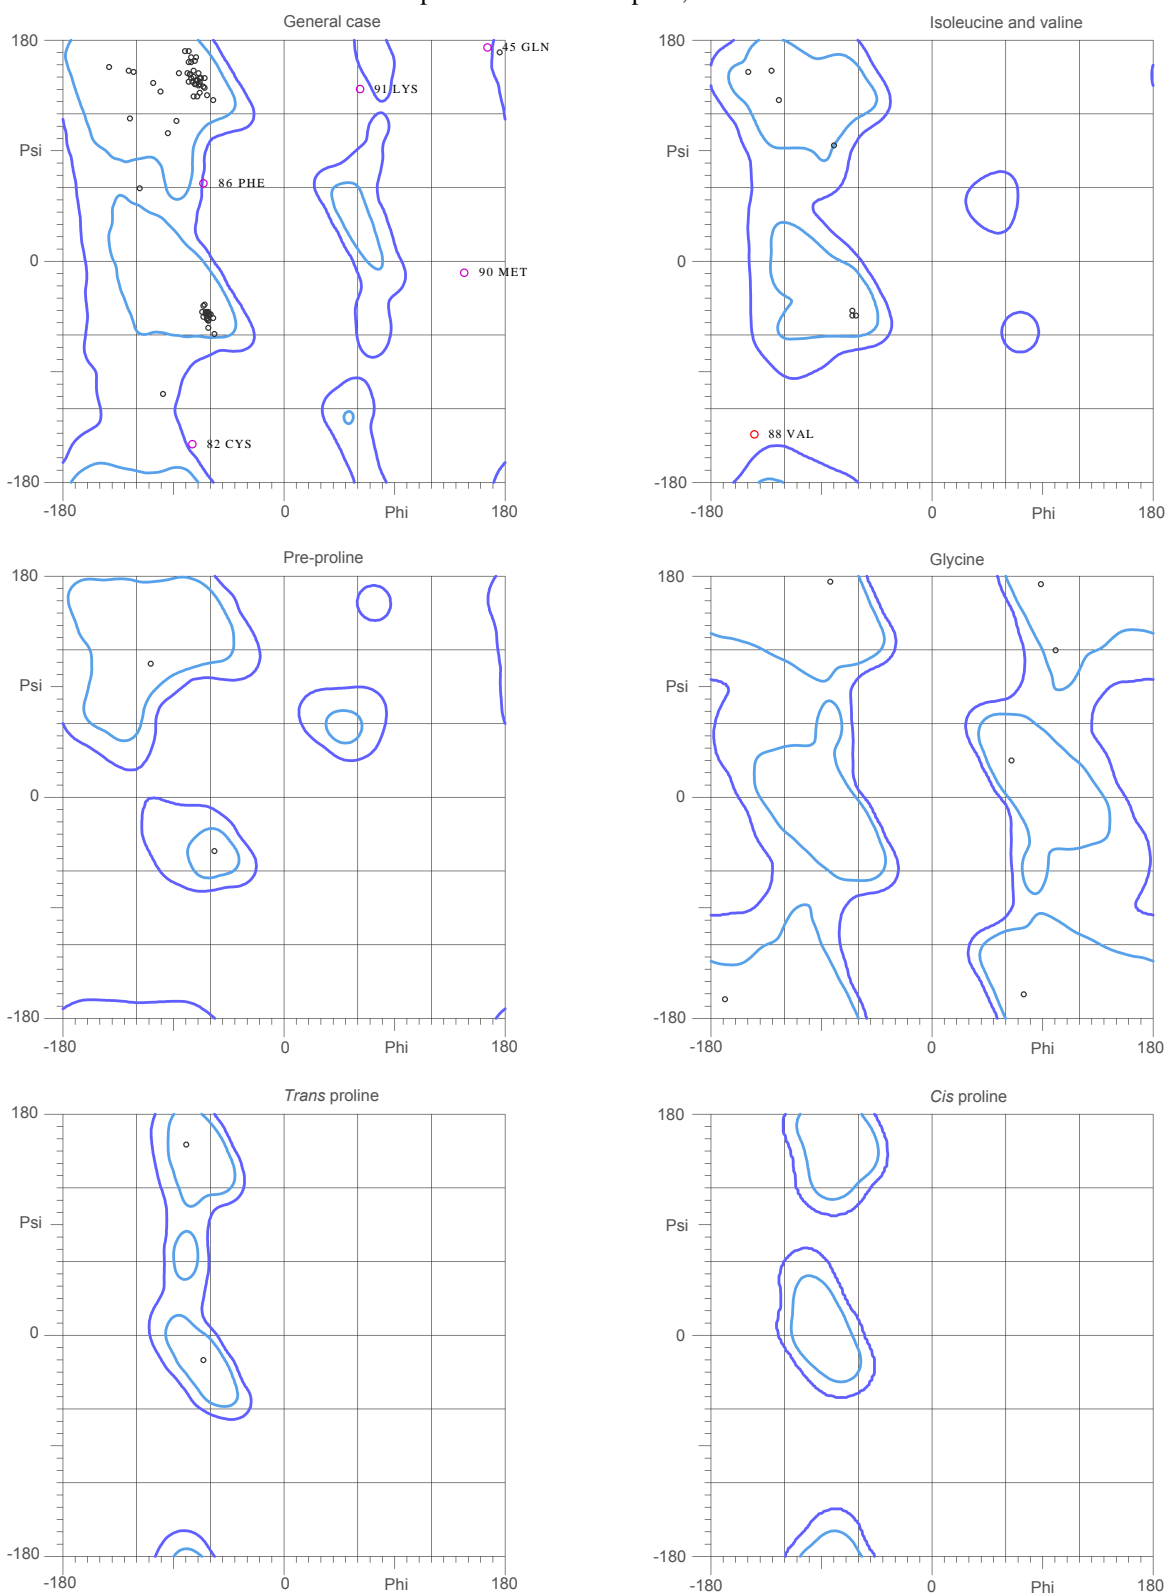 General case
180
Psi
0
-180
-180
0
Phi
180
45 GLN
91 LYS
86 PHE
90 MET
82 CYS
Isoleucine and valine
180
Psi
0
-180
-180
0
Phi
180
88 VAL
Pre-proline
180
Psi
0
-180
-180
0
Phi
180
Glycine
180
Psi
0
-180
-180
0
Phi
180
Trans proline
180
Psi
0
-180
-180
0
Phi
180
Cis proline
180
Psi
0
-180
-180
0
Phi
180